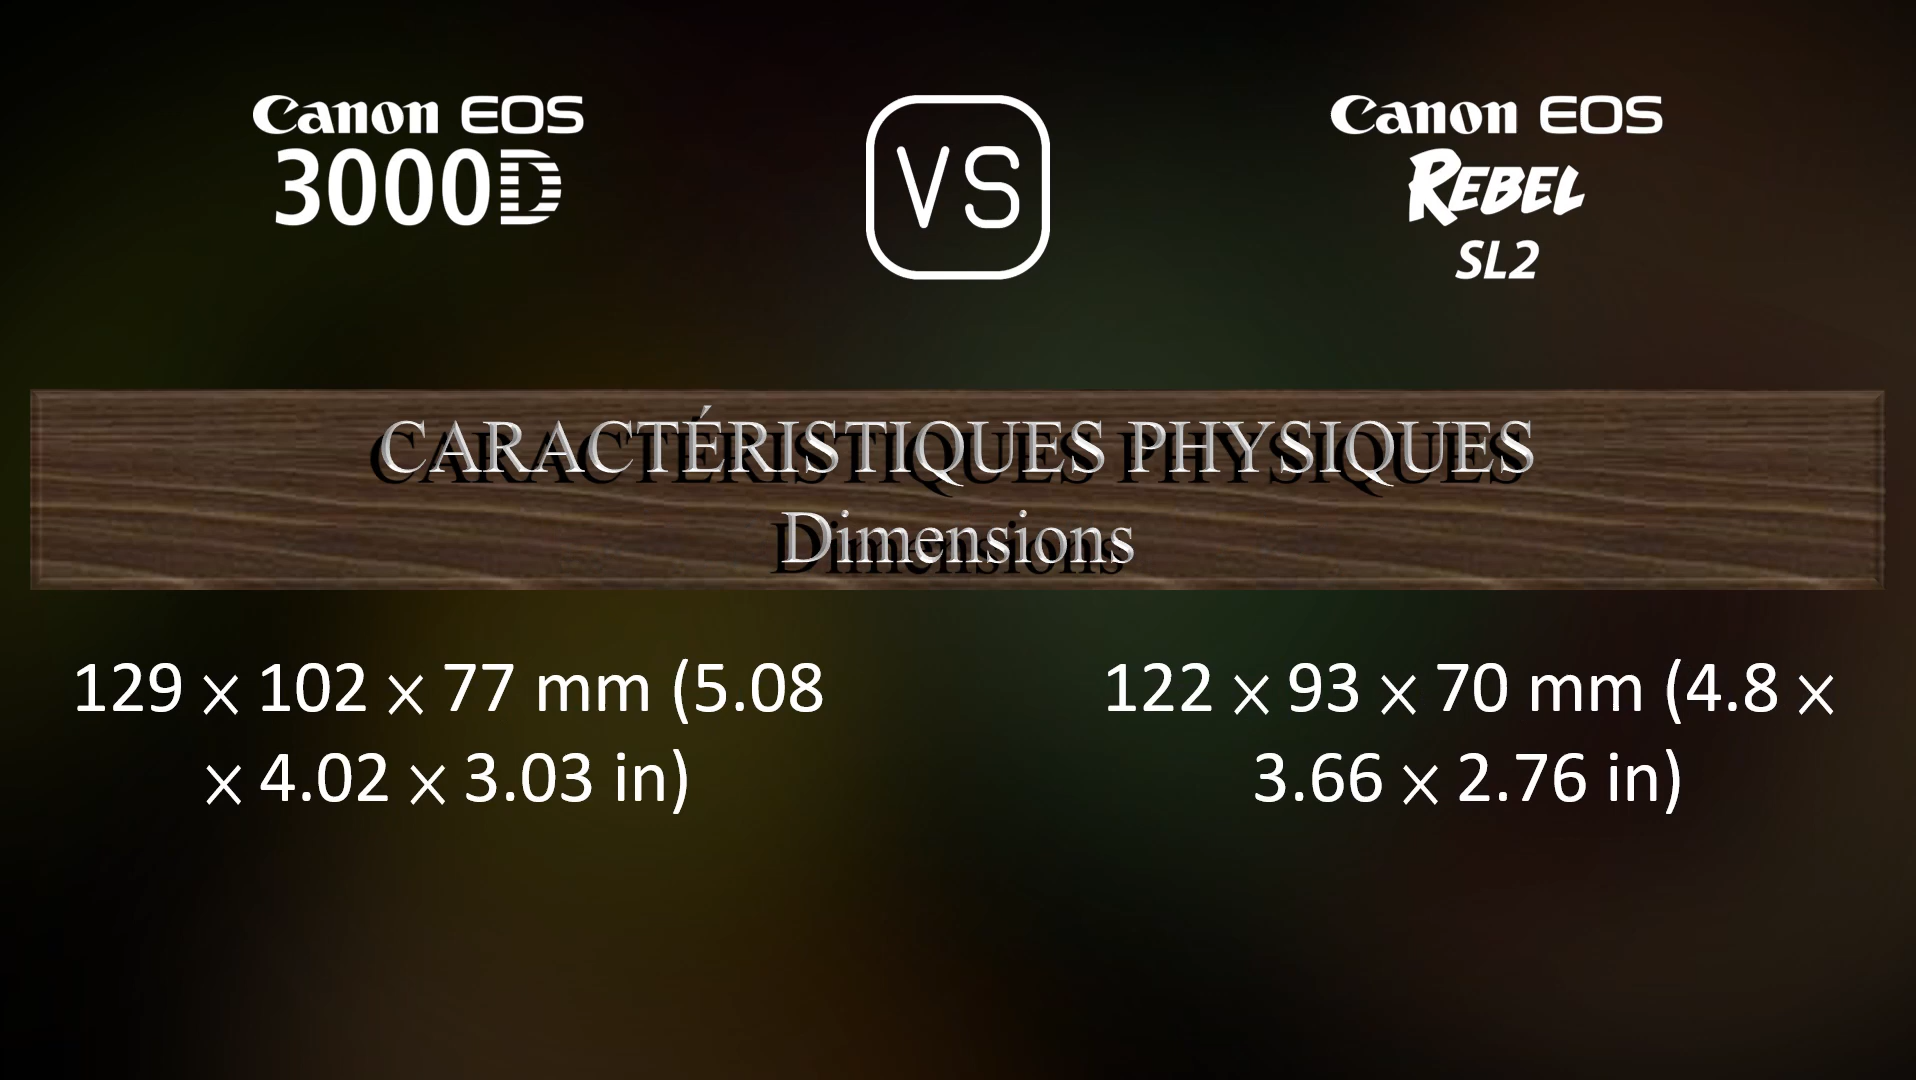 Canon EOS
3000D
VS
Canon EOS
REBEL
SL2
CARACTÉRISTIQUES PHYSIQUES
Dimensions
129 x 102 x 77 mm (5.08
x 4.02 x 3.03 in)
122 x 93 x 70 mm (4.8 x
3.66 x 2.76 in)